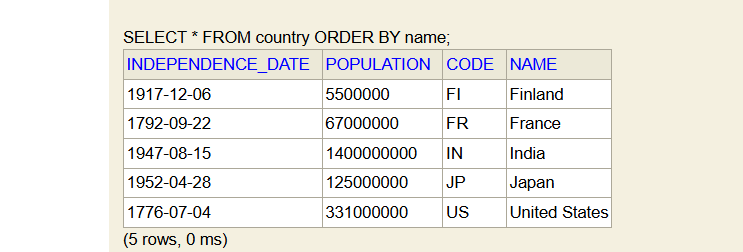 SELECT * FROM country ORDER BY name;
INDEPENDENCE_DATE POPULATION CODE NAME
1917-12-06 5500000 FI Finland
1792-09-22 67000000 FR France
1947-08-15 1400000000 IN India
1952-04-28 125000000 JP Japan
1776-07-04 331000000 US United States
(5 rows, 0 ms)